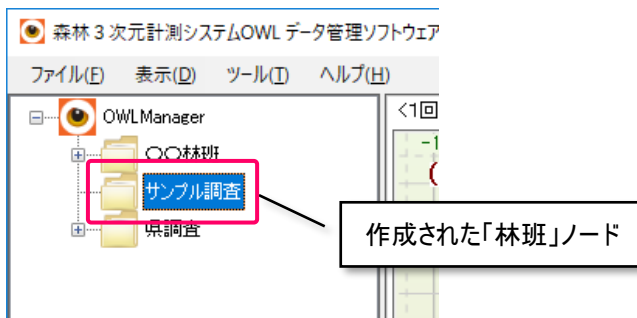 森林３次元計測システムOWL データ管理ソフトウェア
ファイル(F) 表示(D) ツール(T) ヘルプ(H)
OWLManager
<1回
-1
〇〇林班
サンプル調査
県調査
作成された「林班」ノード